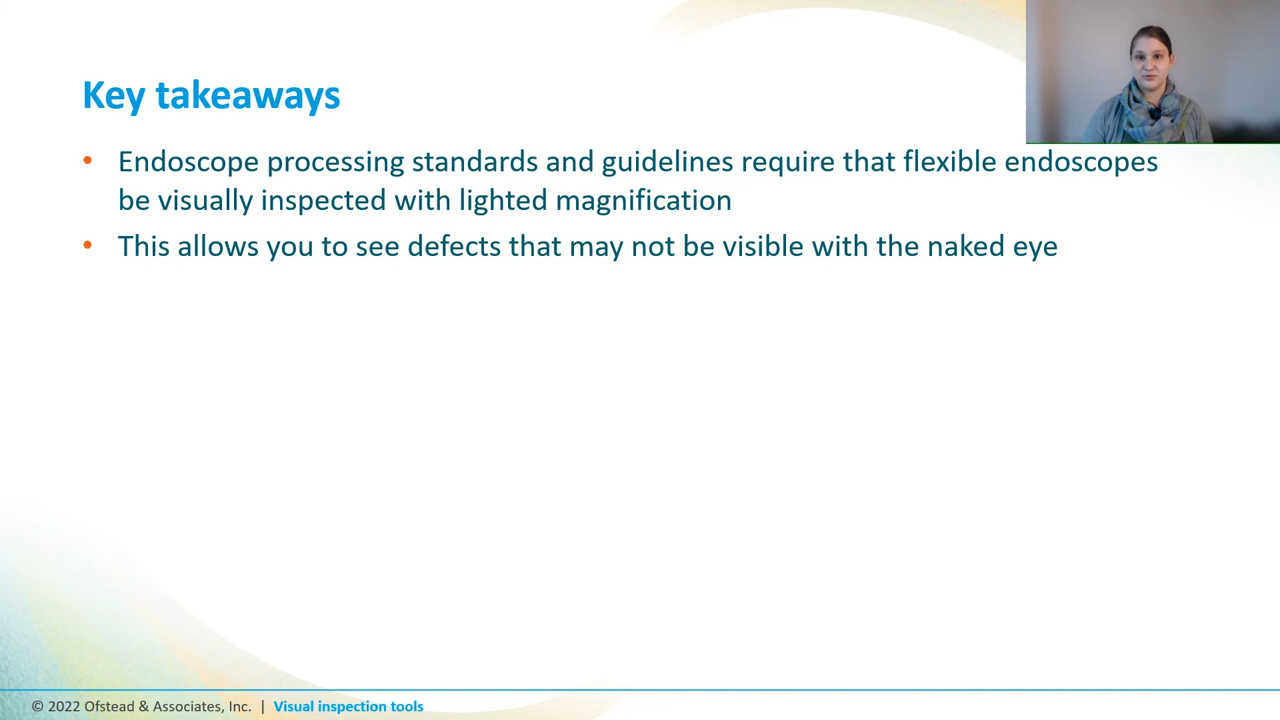 Key takeaways
• Endoscope processing standards and guidelines require that flexible endoscopes
be visually inspected with lighted magnification
• This allows you to see defects that may not be visible with the naked eye
© 2022 Ofstead & Associates, Inc. | Visual inspection tools